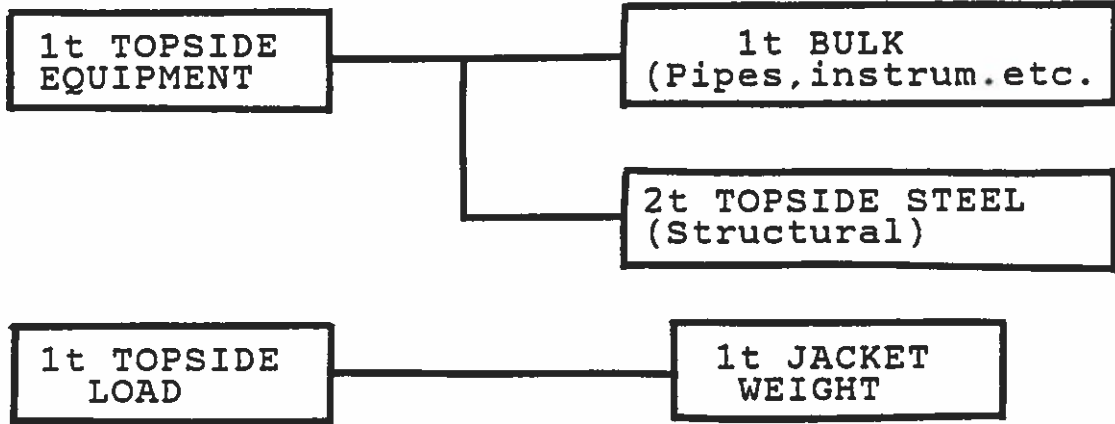 1t TOPSIDE
EQUIPMENT
1t BULK
(Pipes,instrum.etc.
2t TOPSIDE STEEL
(Structural)
1t TOPSIDE
LOAD
1t JACKET
WEIGHT